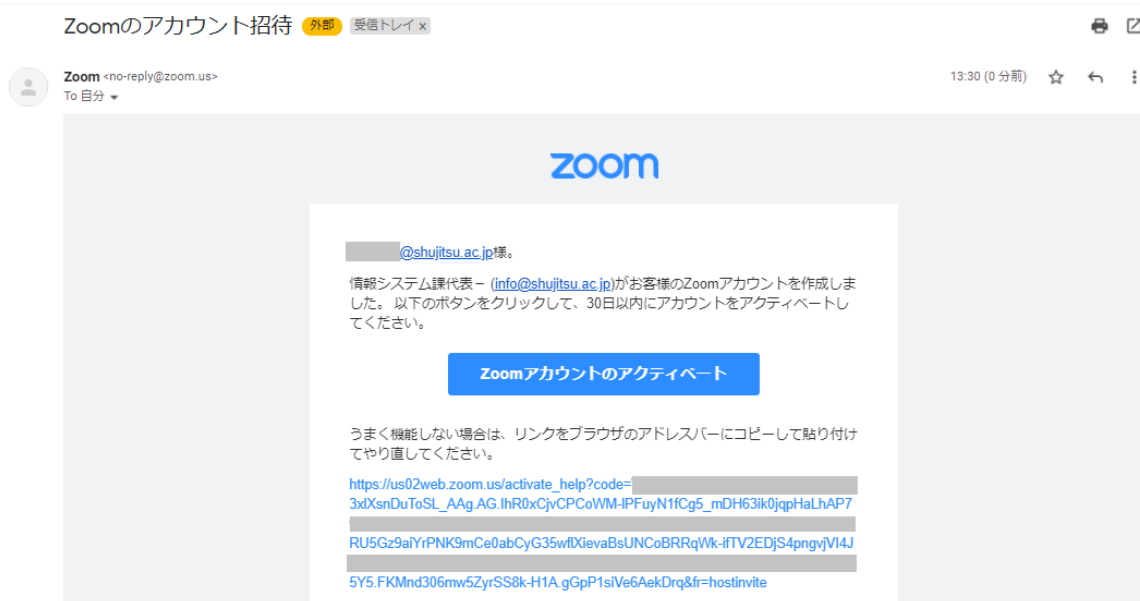 Zoomのアカウント招待 外部 受信トレイ x
Zoom <no-reply@zoom.us>
13:30 (0 分前)
To 自分
zoom
@shujitsu.ac.jp様。
情報システム課代表 – (info@shujitsu.ac.jp)がお客様のZoomアカウントを作成しま
した。 以下のボタンをクリックして、30日以内にアカウントをアクティベートし
てください。
Zoomアカウントのアクティベート
うまく機能しない場合は、リンクをブラウザのアドレスバーにコピーして貼り付け
てやり直してください。
https://us02web.zoom.us/activate_help?code=
3xIXsnDuToSL_AAg.AG.IhR0xCjvCPCoWM-IPFuyN1fCg5_mDH63ik0jqpHaLhAP7
RU5Gz9aiYrPNK9mCe0abCyG35wflXievaBsUNCoBRRqWk-ifTV2EDjS4pngvjVI4J
5Y5.FKMnd306mw5ZyrSS8k-H1A.gGpP1siVe6AekDrq&fr=hostinvite